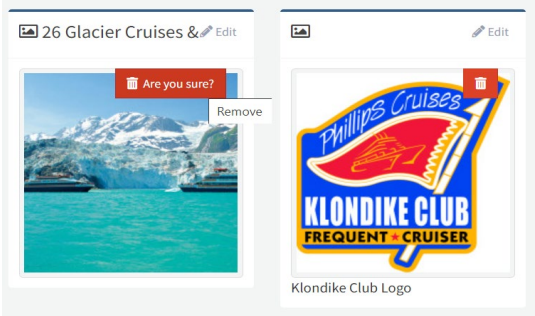 26 Glacier Cruises &
Edit
Are you sure?
Remove
Edit
Phillips Cruises
KLONDIKE CLUB
FREQUENT ★ CRUISER
Klondike Club Logo